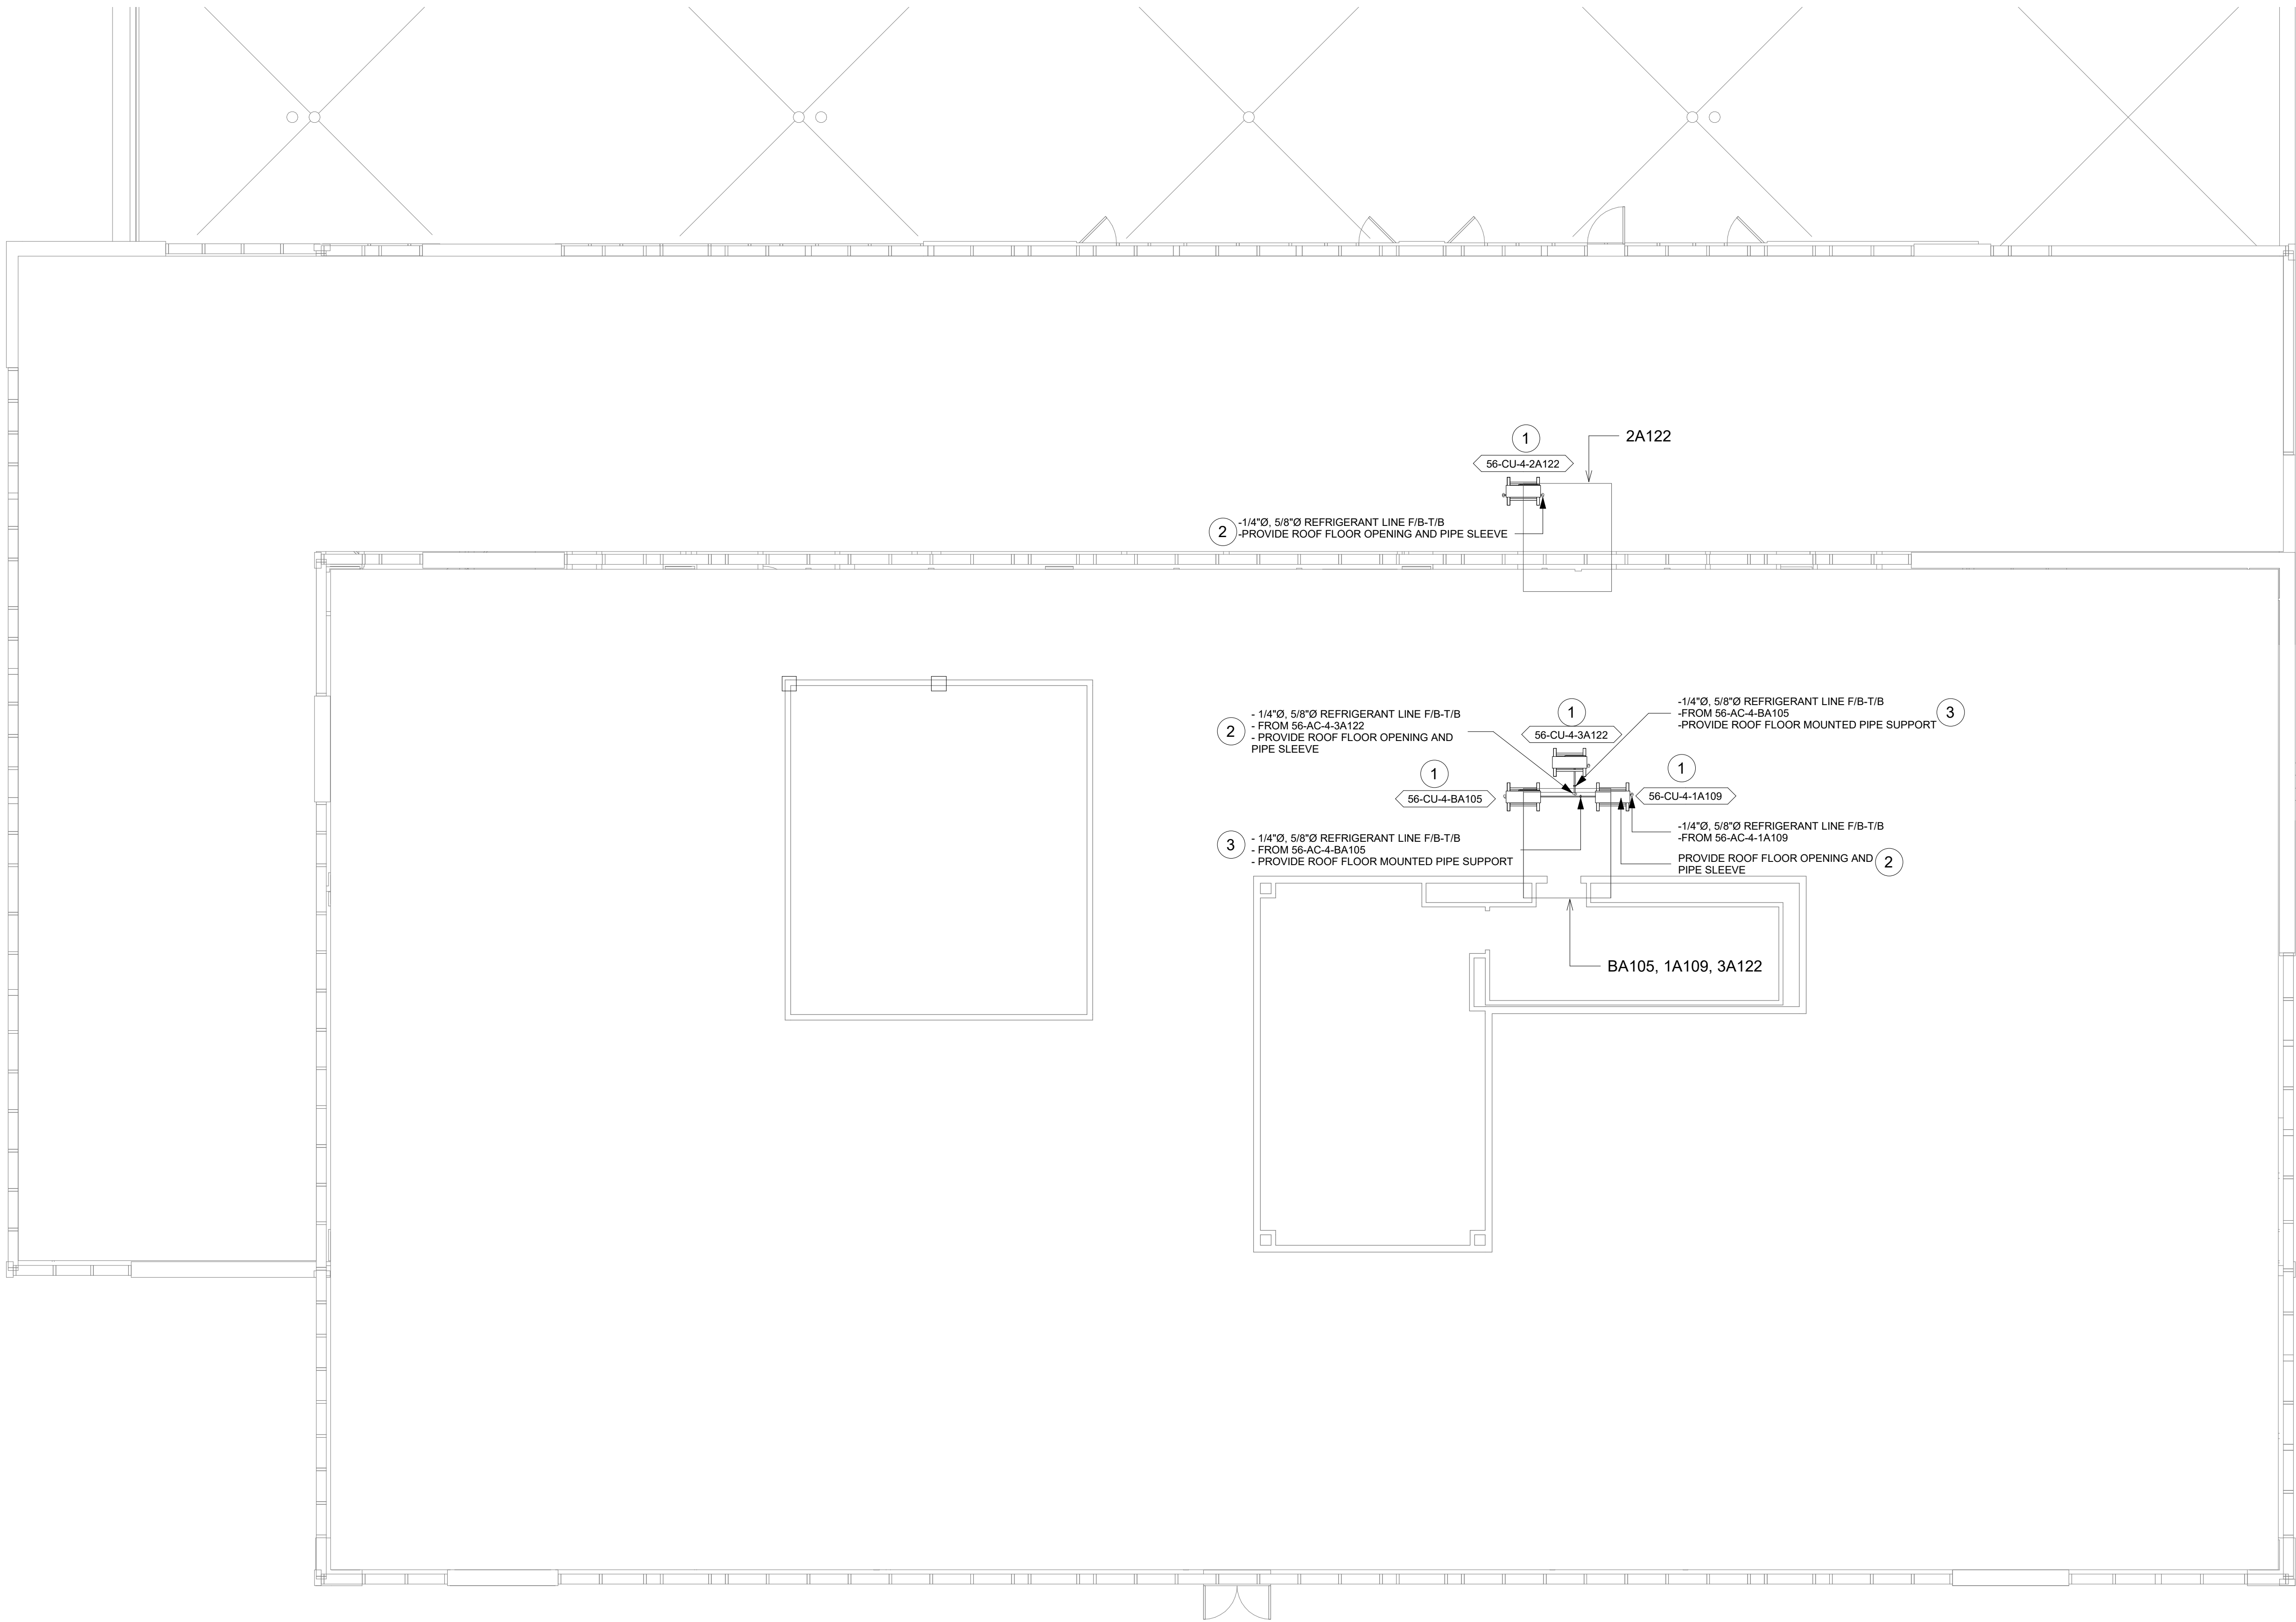 1
2A122
56-CU-4-2A122
2
-1/4"Ø, 5/8"Ø REFRIGERANT LINE F/B-T/B
-PROVIDE ROOF FLOOR OPENING AND PIPE SLEEVE
2
- 1/4"Ø, 5/8"Ø REFRIGERANT LINE F/B-T/B
- FROM 56-AC-4-3A122
- PROVIDE ROOF FLOOR OPENING AND
PIPE SLEEVE
1
56-CU-4-3A122
-1/4"Ø, 5/8"Ø REFRIGERANT LINE F/B-T/B
-FROM 56-AC-4-BA105
-PROVIDE ROOF FLOOR MOUNTED PIPE SUPPORT
3
1
56-CU-4-BA105
1
56-CU-4-1A109
3
- 1/4"Ø, 5/8"Ø REFRIGERANT LINE F/B-T/B
- FROM 56-AC-4-BA105
- PROVIDE ROOF FLOOR MOUNTED PIPE SUPPORT
-1/4"Ø, 5/8"Ø REFRIGERANT LINE F/B-T/B
-FROM 56-AC-4-1A109
PROVIDE ROOF FLOOR OPENING AND
PIPE SLEEVE
2
BA105, 1A109, 3A122